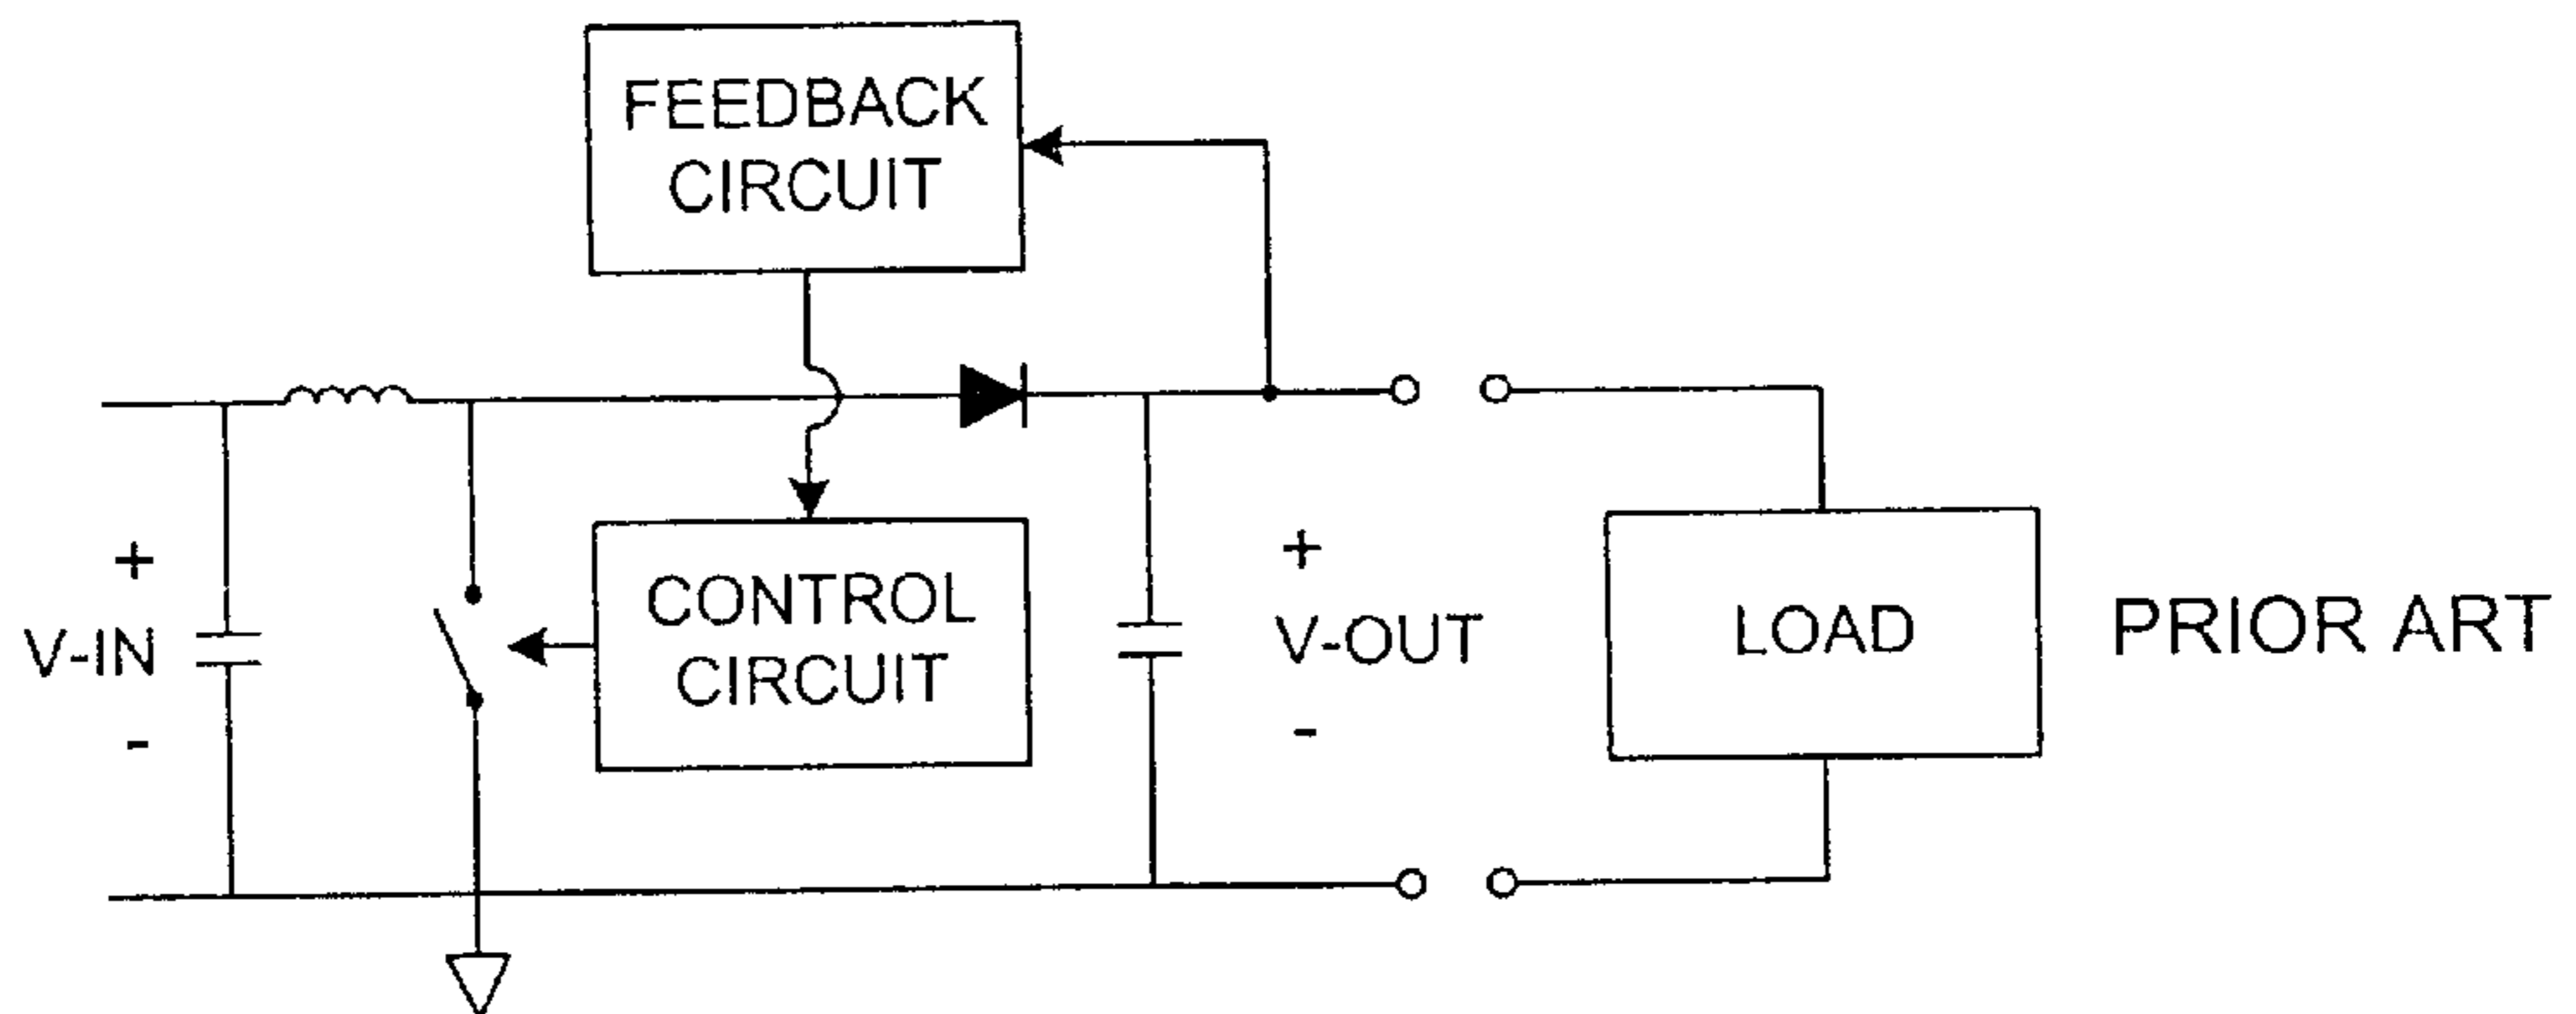 FEEDBACK
CIRCUIT
+
V-IN
-
CONTROL
CIRCUIT
+
V-OUT
-
LOAD
PRIOR ART